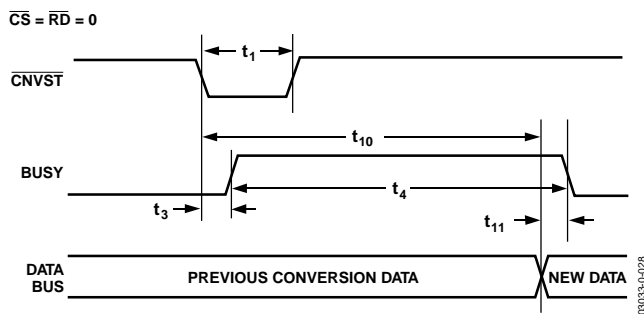 CS = RD = 0
t1
CNVST
t10
BUSY
t4
t3
t11
DATA
BUS
PREVIOUS CONVERSION DATA
NEW DATA
03033-0-028